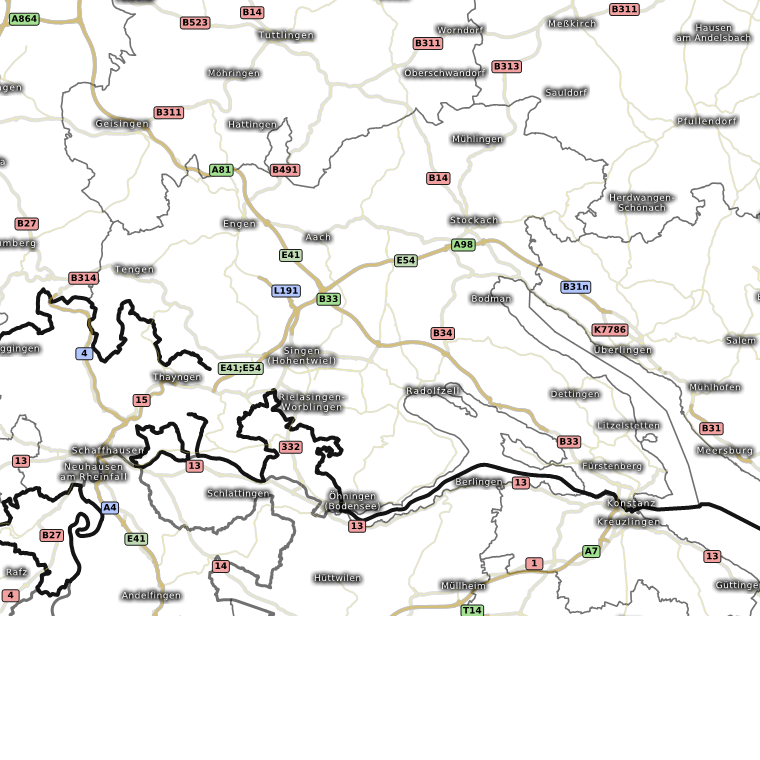 B14
B311
A864
B523
Meßkirch
Worndorf
Hausen
am Andelsbach
Tuttlingen
B311
B313
Möhringen
Oberschwandorf
Sauldorf
B311
Geisingen
Hattingen
Pfullendorf
Mühlingen
A81
B491
B14
Herdwangen-
Schönach
B27
Engen
Aach
Stockach
A98
E41
E54
Tengen
B314
L191
B33
Bodman
B31n
K7786
B34
Salem
4
Singen
(Hohentwiel)
Überlingen
E41;E54
Thayngen
Mühlhofen
Radolfzell
Dettingen
15
Rielasingen-
Worblingen
Litzelstetten
B31
332
B33
Schaffhausen
Meersburg
13
Neuhausen
am Rheinfall
13
Fürstenberg
Berlingen
13
Schlattingen
Öhningen
(Bodensee)
Konstanz
A4
13
Kreuzlingen
B27
E41
A7
13
1
14
Rafz
Hüttwilen
Müllheim
4
Andelfingen
T14